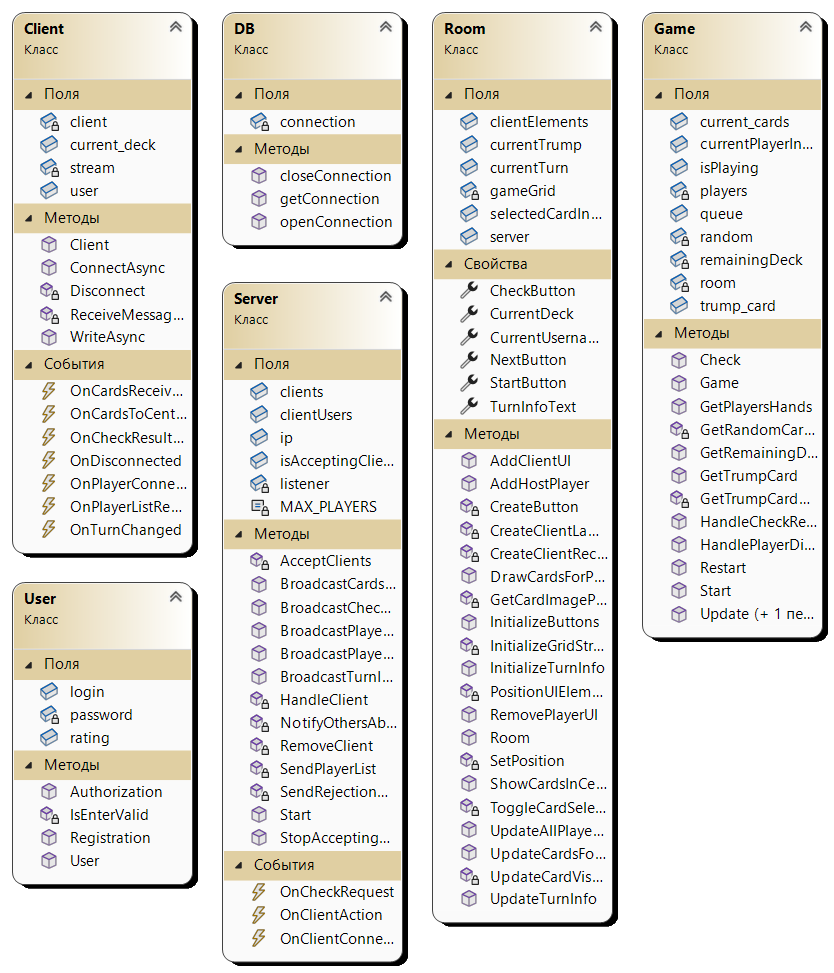 Client
Класс
Поля
client
current_deck
stream
user
Методы
Client
ConnectAsync
Disconnect
ReceiveMessag...
WriteAsync
События
OnCardsReceiv...
OnCardsToCent...
OnCheckResult...
OnDisconnected
OnPlayerConne...
OnPlayerListRe...
OnTurnChanged
User
Класс
Поля
login
password
rating
Методы
Authorization
IsEnterValid
Registration
User
DB
Класс
Поля
connection
Методы
closeConnection
getConnection
openConnection
Server
Класс
Поля
clients
clientUsers
ip
isAcceptingClie...
listener
MAX_PLAYERS
Методы
AcceptClients
BroadcastCards...
BroadcastChec...
BroadcastPlaye...
BroadcastPlaye...
BroadcastTurnI...
HandleClient
NotifyOthersAb...
RemoveClient
SendPlayerList
SendRejection...
Start
StopAccepting...
События
OnCheckRequest
OnClientAction
OnClientConne...
Room
Класс
Поля
clientElements
currentTrump
currentTurn
gameGrid
selectedCardIn...
server
Свойства
CheckButton
CurrentDeck
CurrentUserna...
NextButton
StartButton
TurnInfoText
Методы
AddClientUI
AddHostPlayer
CreateButton
CreateClientLa...
CreateClientRec...
DrawCardsForP...
GetCardImageP...
InitializeButtons
InitializeGridStr...
InitializeTurnInfo
PositionUIElem...
RemovePlayerUI
Room
SetPosition
ShowCardsInCe...
ToggleCardSele...
UpdateAllPlaye...
UpdateCardsFo...
UpdateCardVis...
UpdateTurnInfo
Game
Класс
Поля
current_cards
currentPlayerIn...
isPlaying
players
queue
random
remainingDeck
room
trump_card
Методы
Check
Game
GetPlayersHands
GetRandomCar...
GetRemainingD...
GetTrumpCard
GetTrumpCard...
HandleCheckRe...
HandlePlayerDi...
Restart
Start
Update (+ 1 пе...